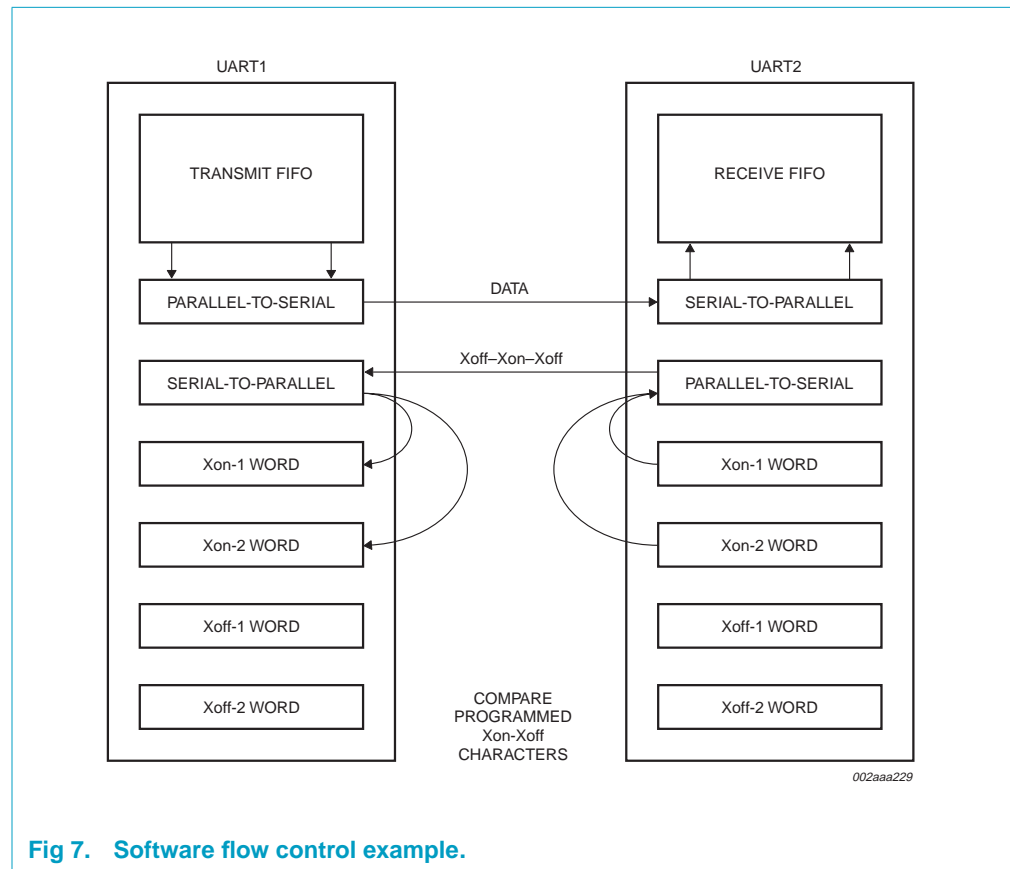 UART1
UART2
TRANSMIT FIFO
RECEIVE FIFO
PARALLEL-TO-SERIAL
DATA
SERIAL-TO-PARALLEL
SERIAL-TO-PARALLEL
Xoff–Xon–Xoff
PARALLEL-TO-SERIAL
Xon-1 WORD
Xon-1 WORD
Xon-2 WORD
Xon-2 WORD
Xoff-1 WORD
Xoff-1 WORD
Xoff-2 WORD
COMPARE
PROGRAMMED
Xon-Xoff
CHARACTERS
Xoff-2 WORD
002aaa229
Fig 7. Software flow control example.